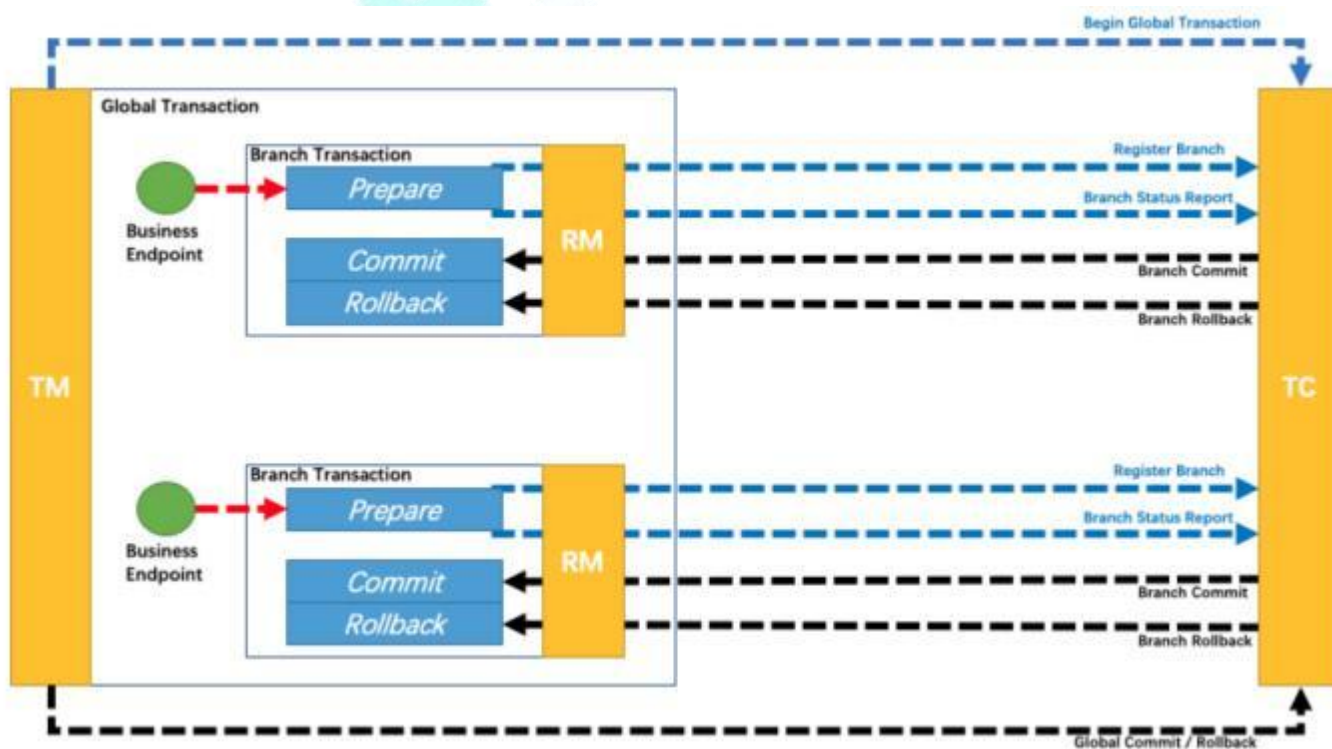 Begin Global Transaction
Global Transaction
Branch Transaction
Register Branch
Prepare
Branch Status Report
Business
Endpoint
RM
Commit
Branch Commit
Rollback
Branch Rollback
TM
TC
Branch Transaction
Register Branch
Prepare
Branch Status Report
Business
Endpoint
RM
Commit
Branch Commit
Rollback
Branch Rollback
Global Commit / Rollback